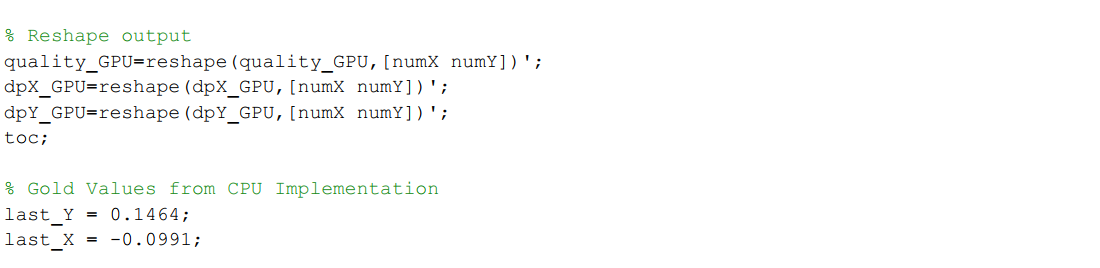 % Reshape output
quality_GPU=reshape(quality_GPU,[numX numY])';
dpX_GPU=reshape(dpX_GPU,[numX numY])';
dpY_GPU=reshape(dpY_GPU,[numX numY])';
toc;
% Gold Values from CPU Implementation
last_Y = 0.1464;
last_X = -0.0991;